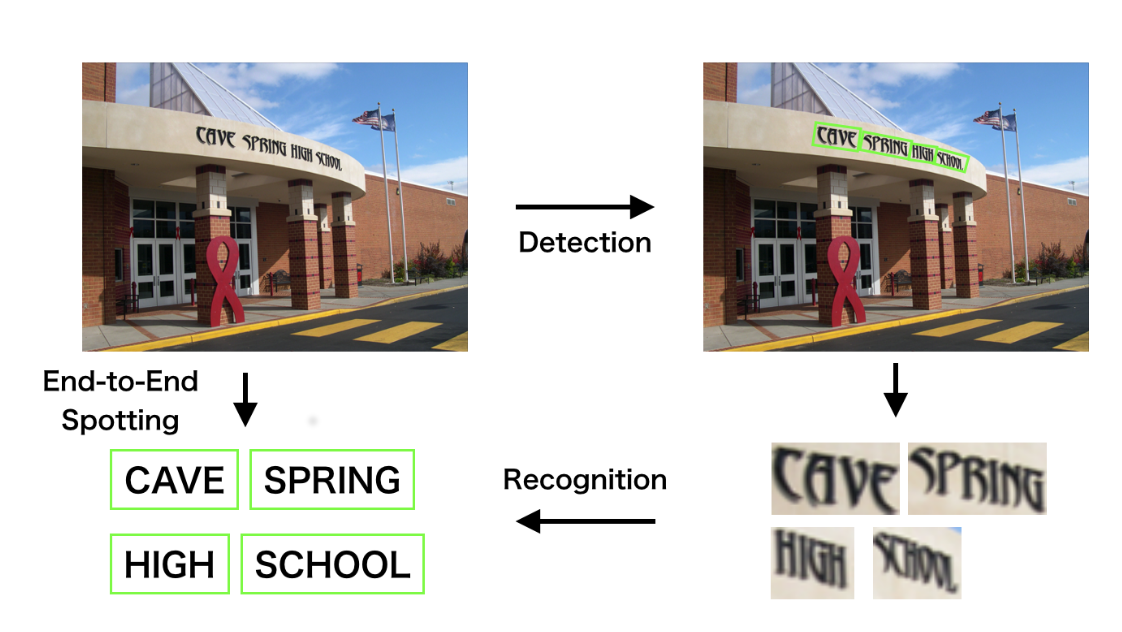 CAVE SPRING HIGH SCHOOL
CAVE SPRING HIGH SCHOOL
Detection
End-to-End
Spotting
CAVE SPRING
HIGH SCHOOL
Recognition
CAVE SPRING
HIGH SCHOOL